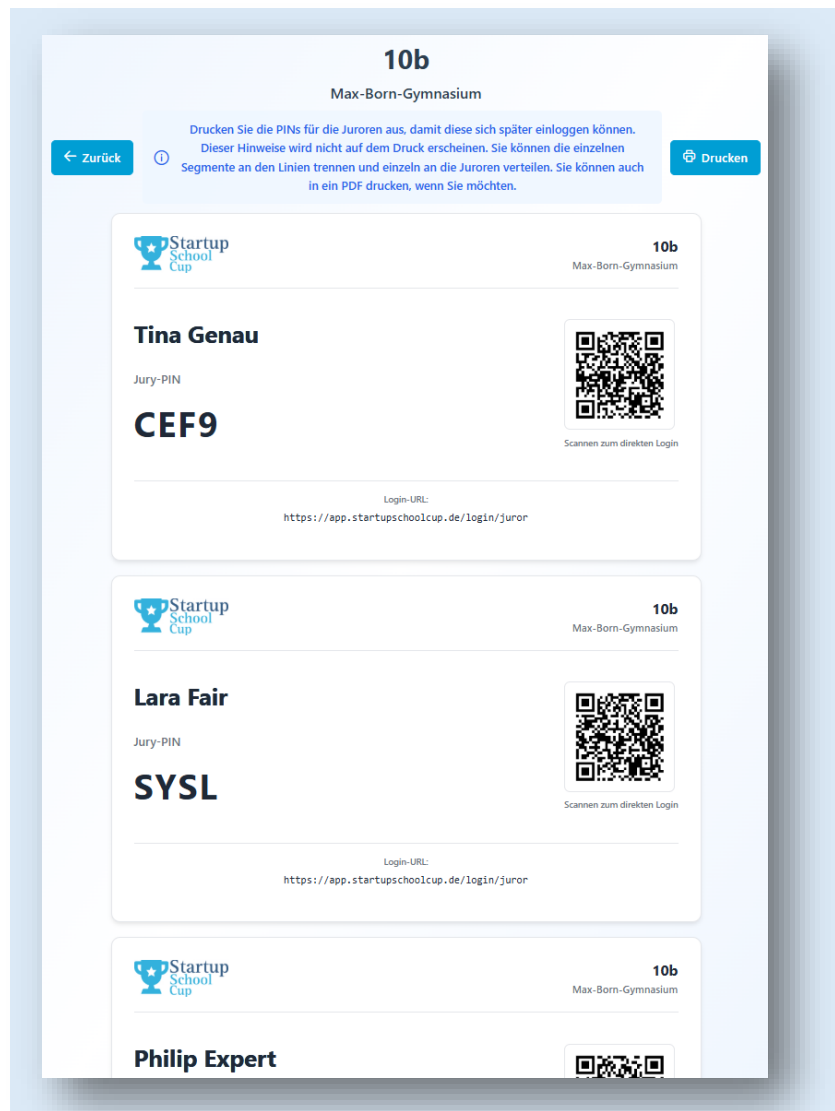 10b
Max-Born-Gymnasium
Drucken Sie die PINs für die Juroren aus, damit diese sich später einloggen können.
Dieser Hinweise wird nicht auf dem Druck erscheinen. Sie können die einzelnen
Segmente an den Linien trennen und einzeln an die Juroren verteilen. Sie können auch
in ein PDF drucken, wenn Sie möchten.
← Zurück
Drucken
Startup
School
Cup
10b
Max-Born-Gymnasium
Tina Genau
Jury-PIN
CEF9
Scannen zum direkten Login
Login-URL:
https://app.startupschoolcup.de/login/juror
Startup
School
Cup
10b
Max-Born-Gymnasium
Lara Fair
Jury-PIN
SYSL
Scannen zum direkten Login
Login-URL:
https://app.startupschoolcup.de/login/juror
Startup
School
Cup
10b
Max-Born-Gymnasium
Philip Expert